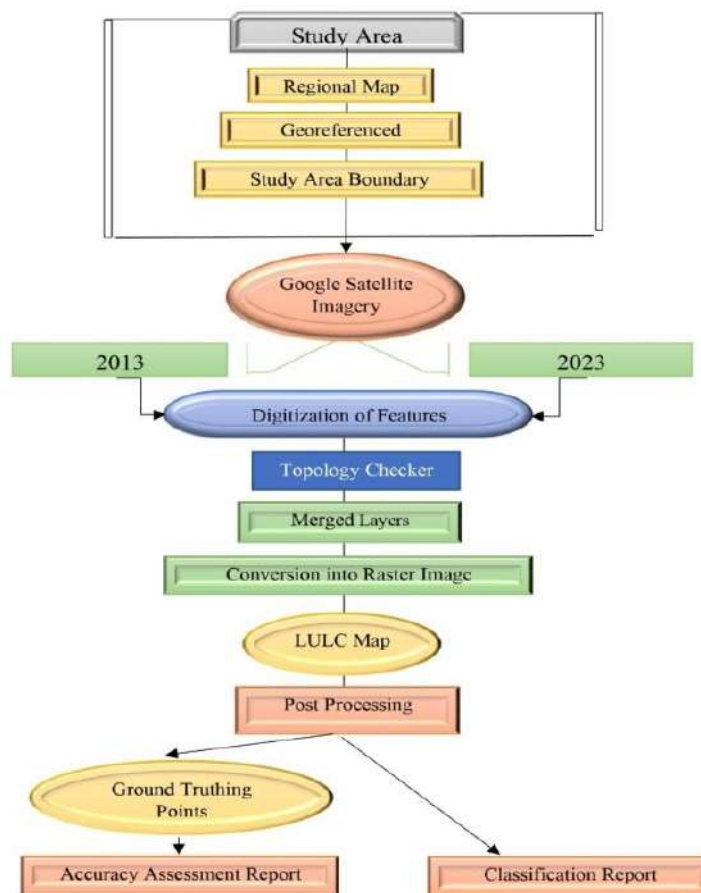 Study Area
Regional Map
Georeferenced
Study Area Boundary
Google Satellite
Imagery
2013
2023
Digitization of Features
Topology Checker
Merged Layers
Conversion into Raster Image
LULC Map
Post Processing
Ground Truthing
Points
Accuracy Assessment Report
Classification Report